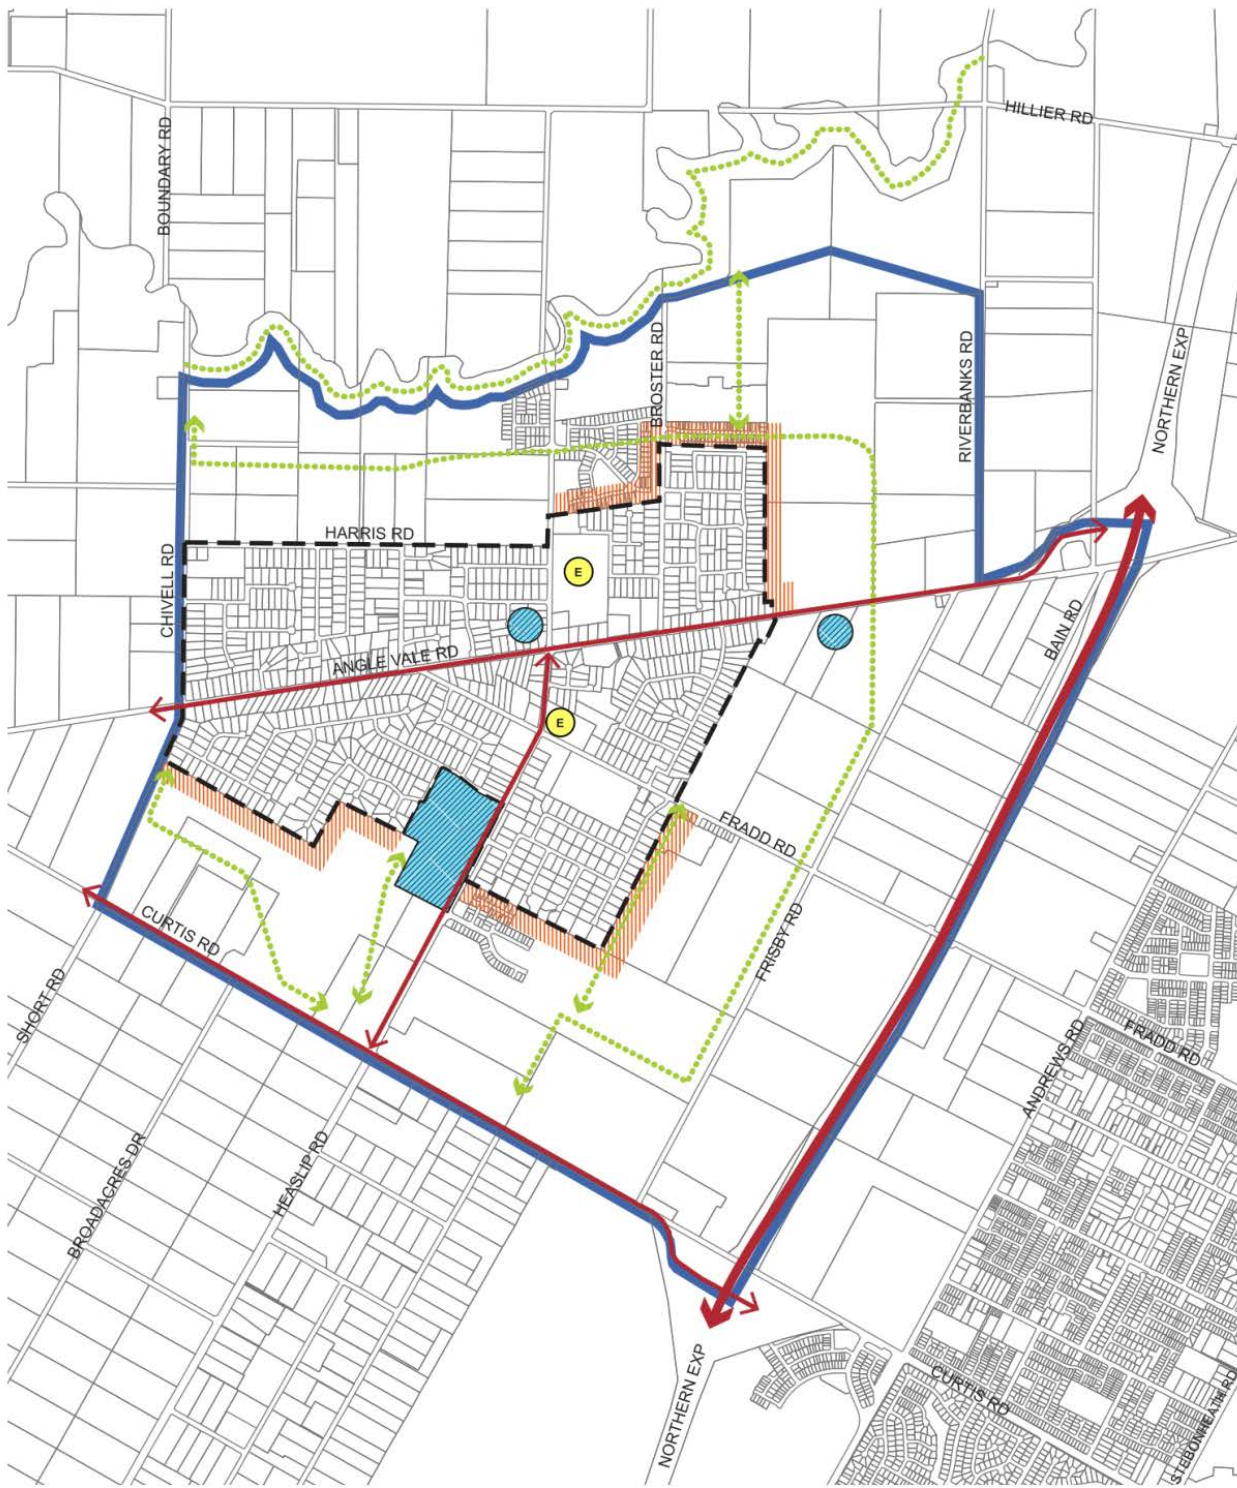 HILLIER RD
BOUNDARY RD
NORTHERN EXP
BROSTER RD
RIVERBANKS RD
HARRIS RD
CHIVELL RD
E
BAIN RD
ANGLE VALE RD
E
FRADD RD
CURTIS RD
FRISBY RD
SHORT RD
FRADD RD
ANDREWS RD
BROADACRES DR
HEASLIP RD
NORTHERN EXP
CURTIS RD
STEBONHEATH RD